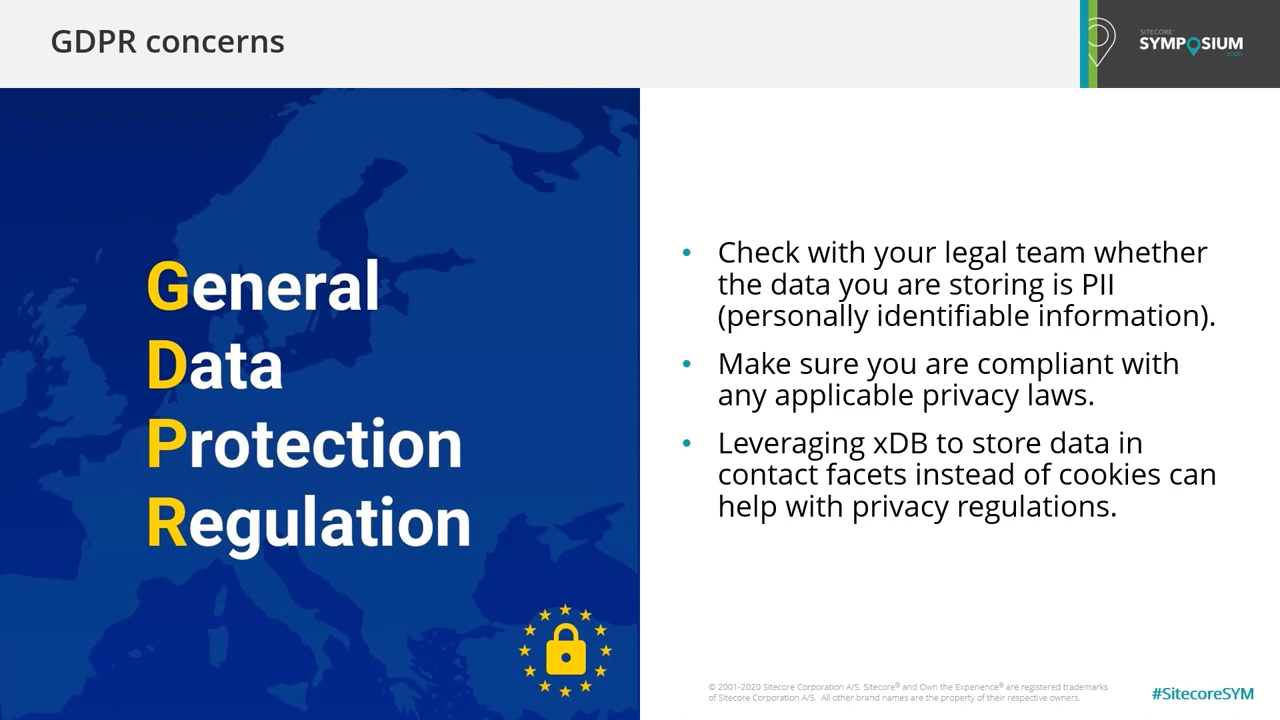 GDPR concerns
SITECORE
SYMPOSIUM
2020
General
Data
Protection
Regulation
• Check with your legal team whether
the data you are storing is PII
(personally identifiable information).
• Make sure you are compliant with
any applicable privacy laws.
• Leveraging xDB to store data in
contact facets instead of cookies can
help with privacy regulations.
© 2001-2020 Sitecore Corporation A/S. Sitecore® and Own the Experience® are registered trademarks
of Sitecore Corporation A/S. All other brand names are the property of their respective owners.
#SitecoreSYM